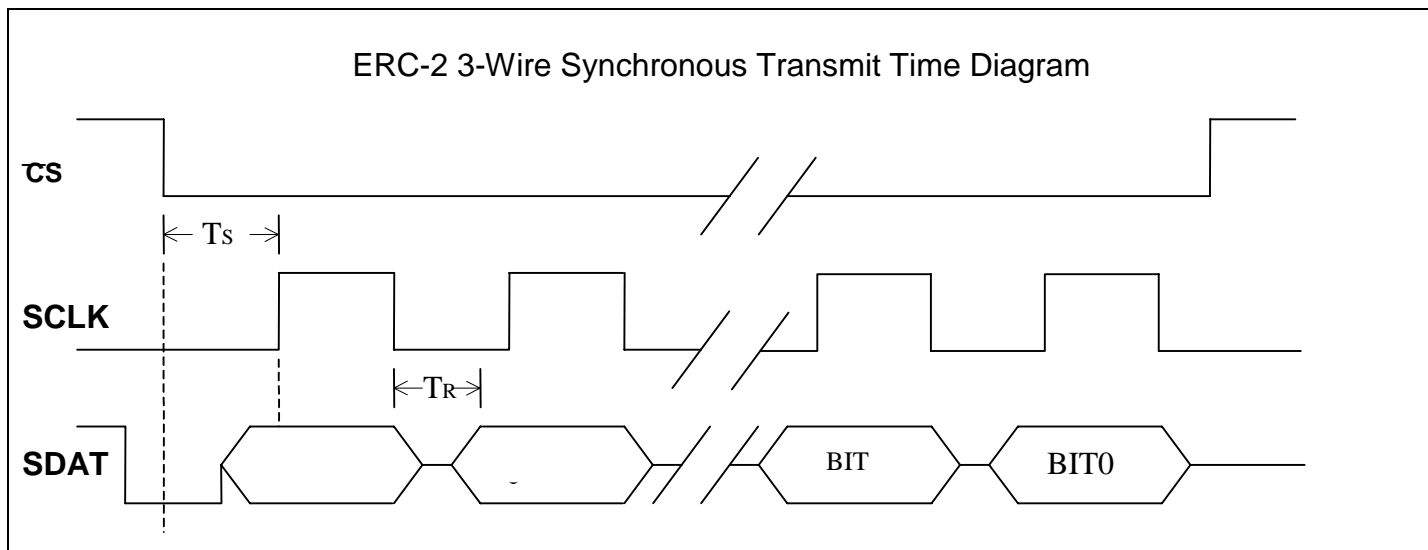 ERC-2 3-Wire Synchronous Transmit Time Diagram
CS
TS
SCLK
TR
SDAT
BIT
BIT0